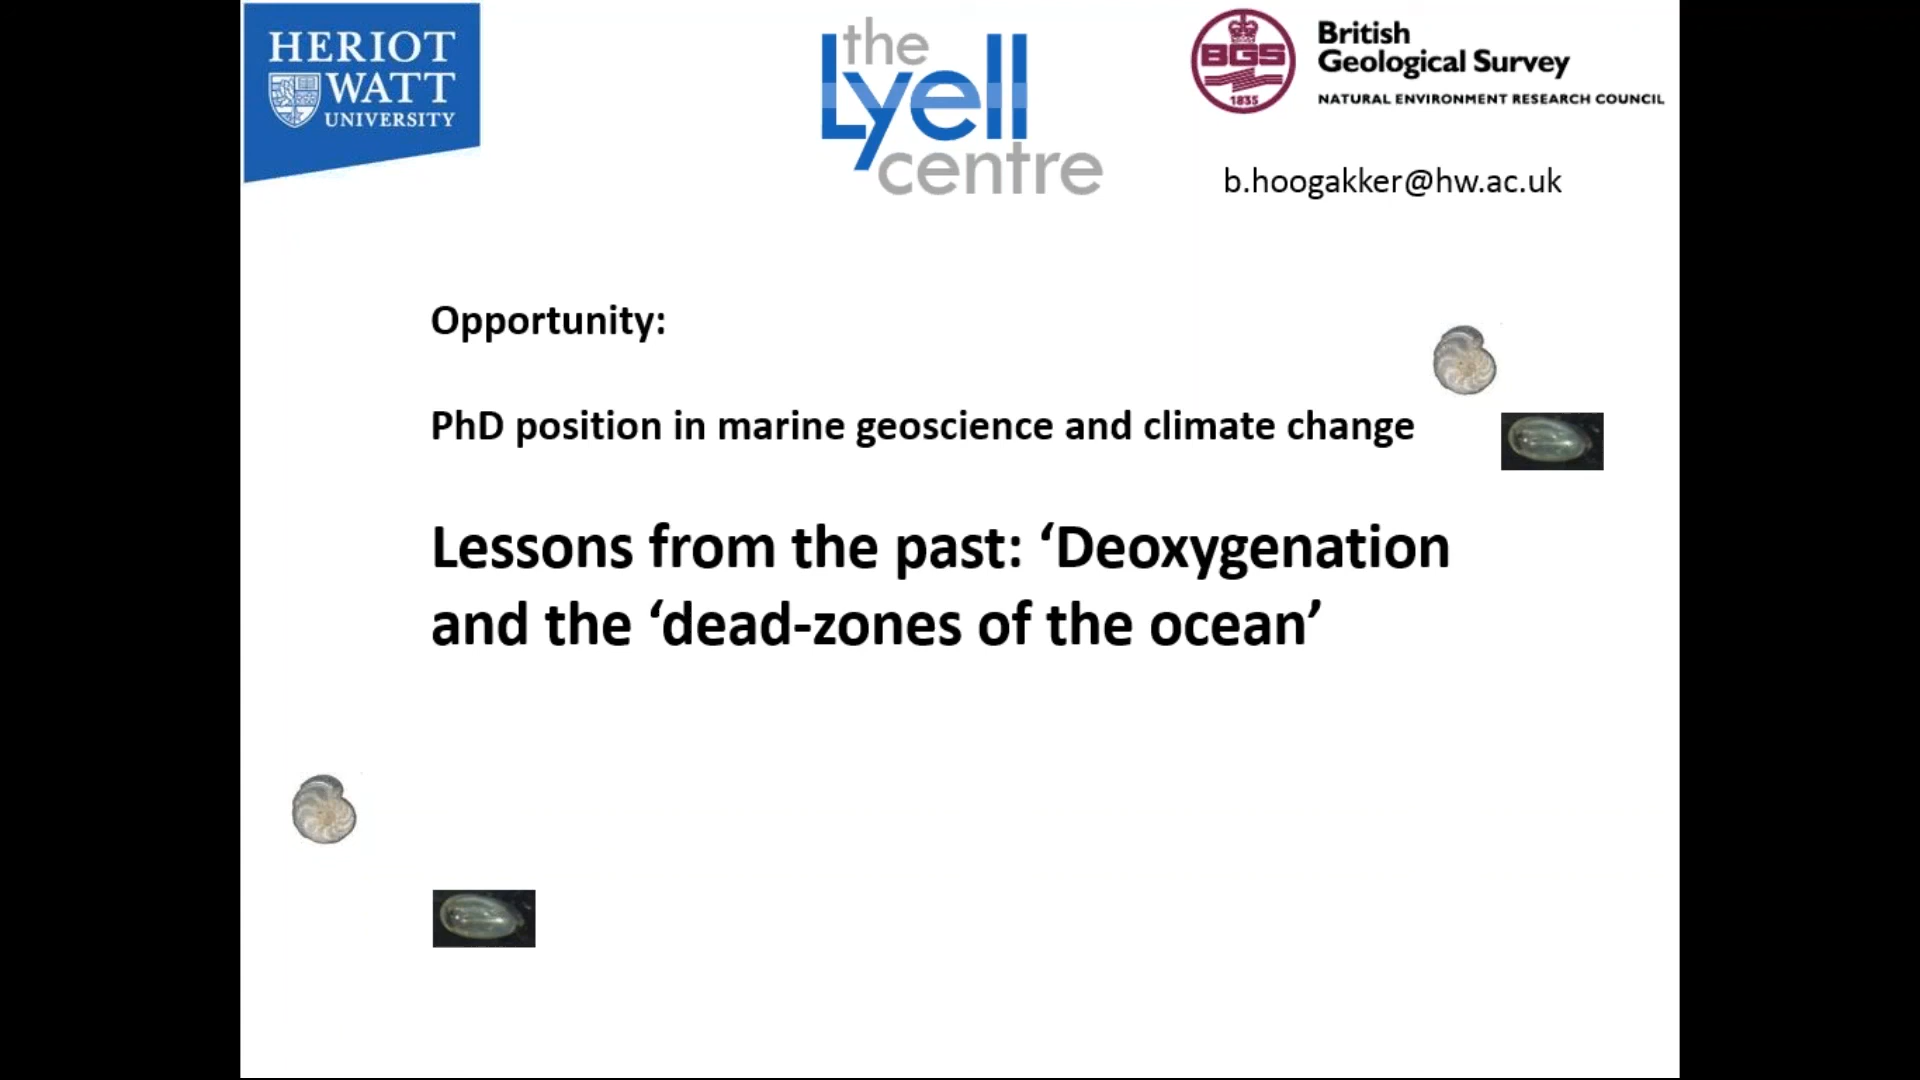 HERIOT
WATT
UNIVERSITY
the
Lyell
centre
BGS
1835
British
Geological Survey
NATURAL ENVIRONMENT RESEARCH COUNCIL
b.hoogakker@hw.ac.uk
Opportunity:
PhD position in marine geoscience and climate change
Lessons from the past: ‘Deoxygenation
and the ‘dead-zones of the ocean’